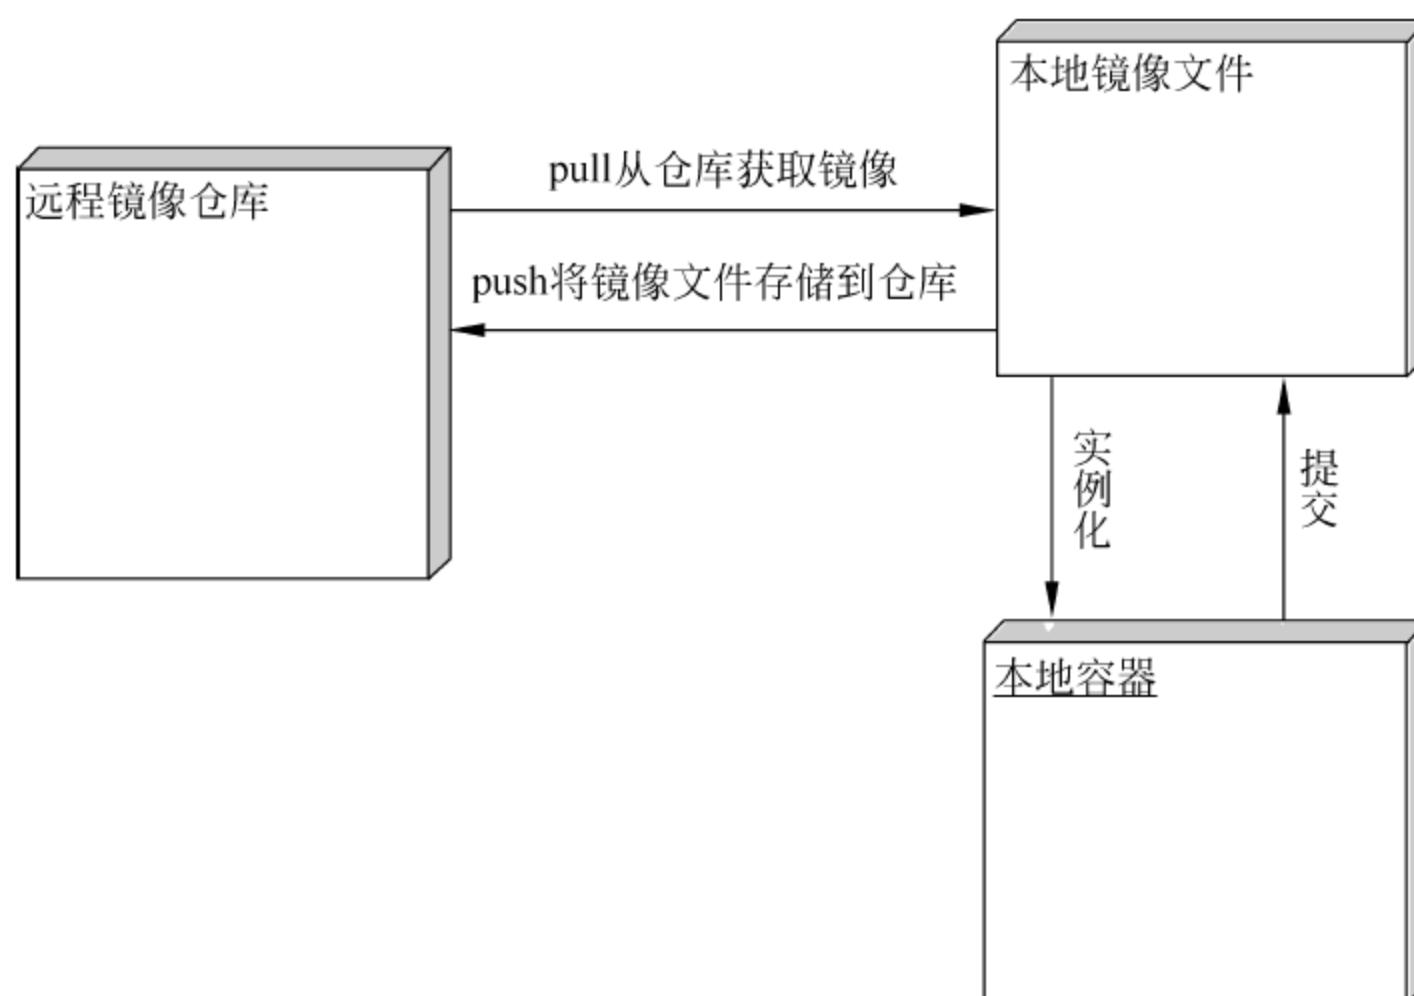 本地镜像文件
远程镜像仓库
pull从仓库获取镜像
push将镜像文件存储到仓库
实例化
提交
本地容器